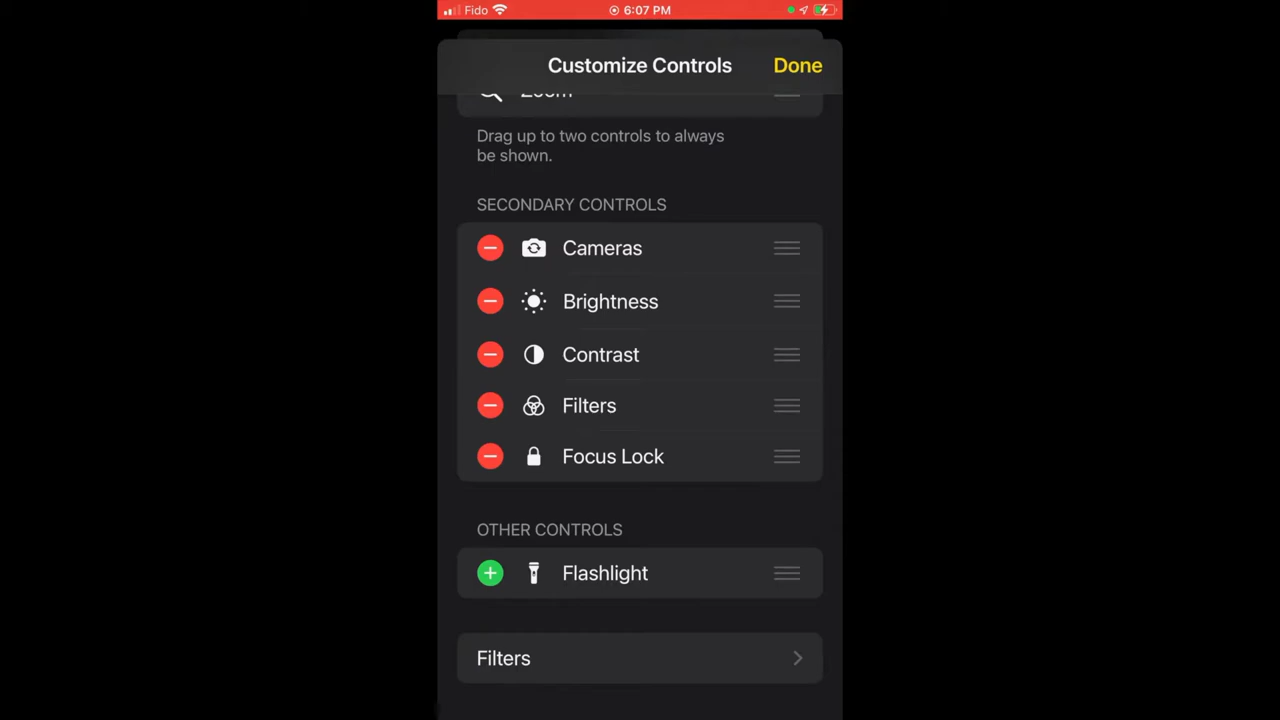 Fido 6:07 PM
Customize Controls Done
Zoom
Drag up to two controls to always
be shown.
SECONDARY CONTROLS
Cameras
Brightness
Contrast
Filters
Focus Lock
OTHER CONTROLS
Flashlight
Filters